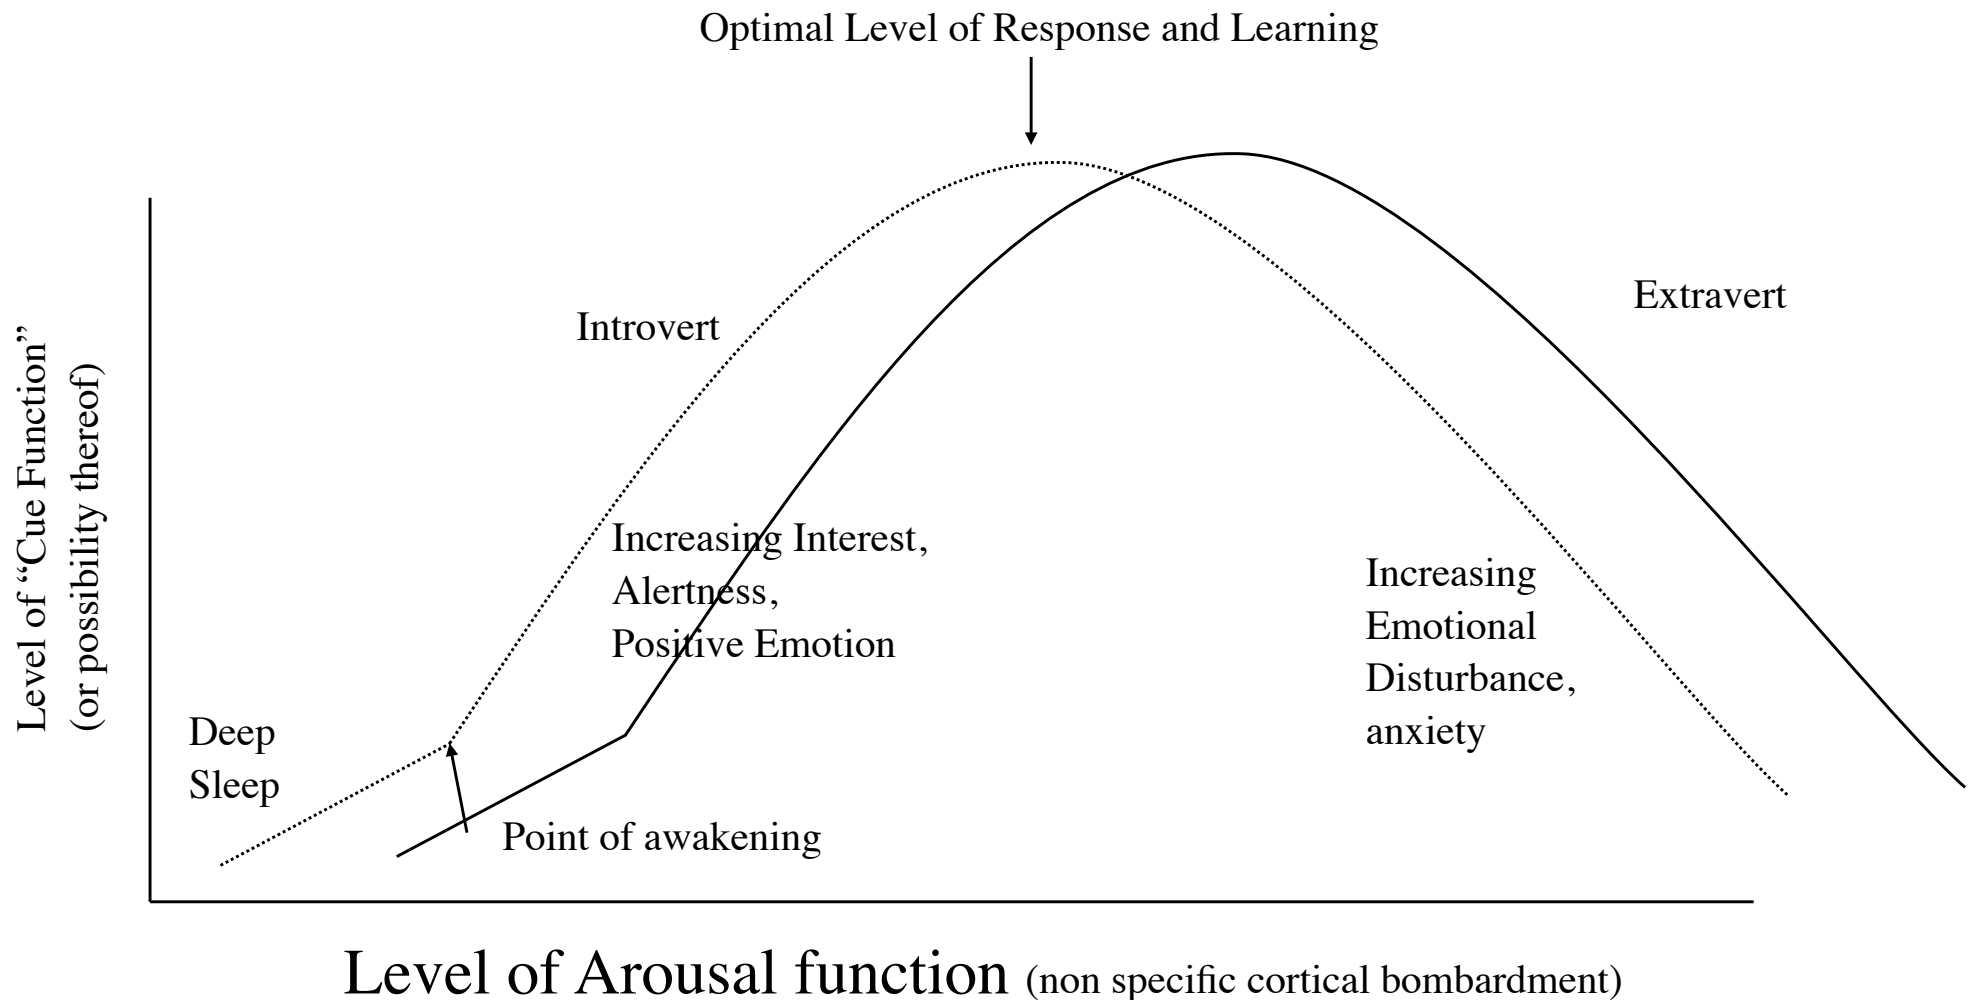 Optimal Level of Response and Learning
Introvert
Extravert
Level of “Cue Function”
(or possibility thereof)
Increasing Interest,
Alertness,
Positive Emotion
Increasing
Emotional
Disturbance,
anxiety
Deep
Sleep
Point of awakening
Level of Arousal function (non specific cortical bombardment)